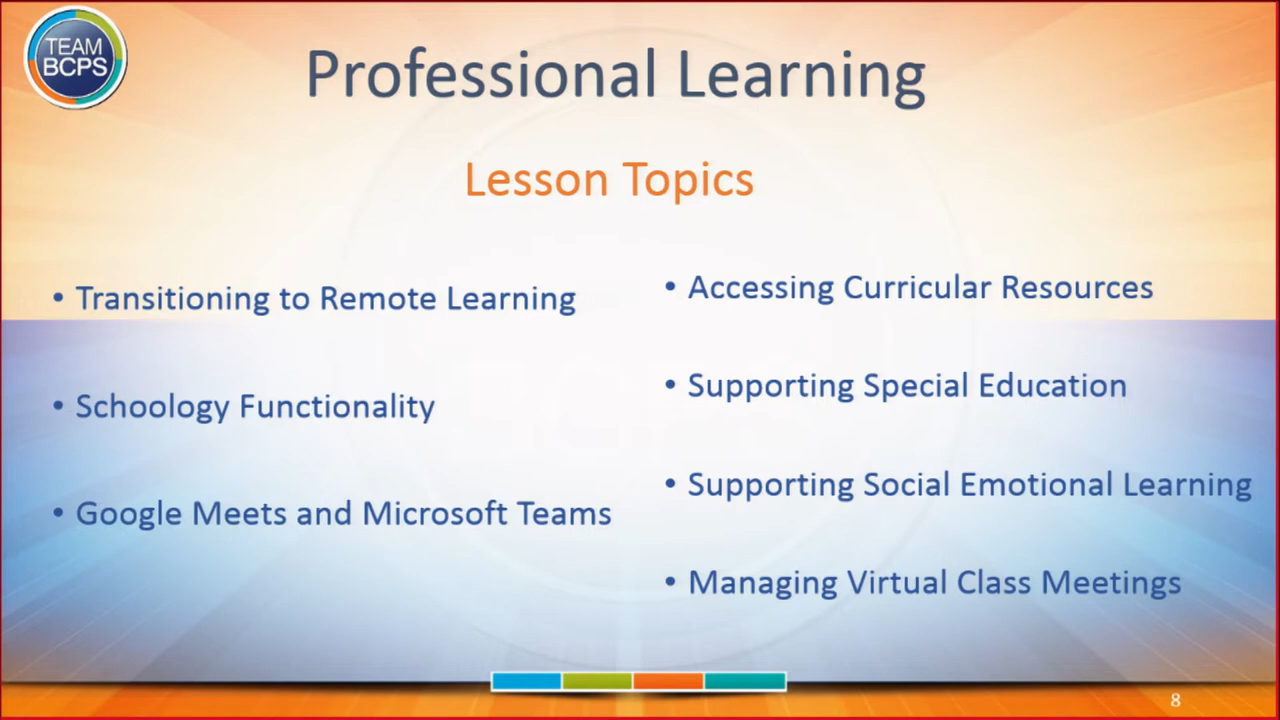 TEAM
BCPS
Professional Learning
Lesson Topics
• Transitioning to Remote Learning
• Schoology Functionality
• Google Meets and Microsoft Teams
• Accessing Curricular Resources
• Supporting Special Education
• Supporting Social Emotional Learning
• Managing Virtual Class Meetings
8